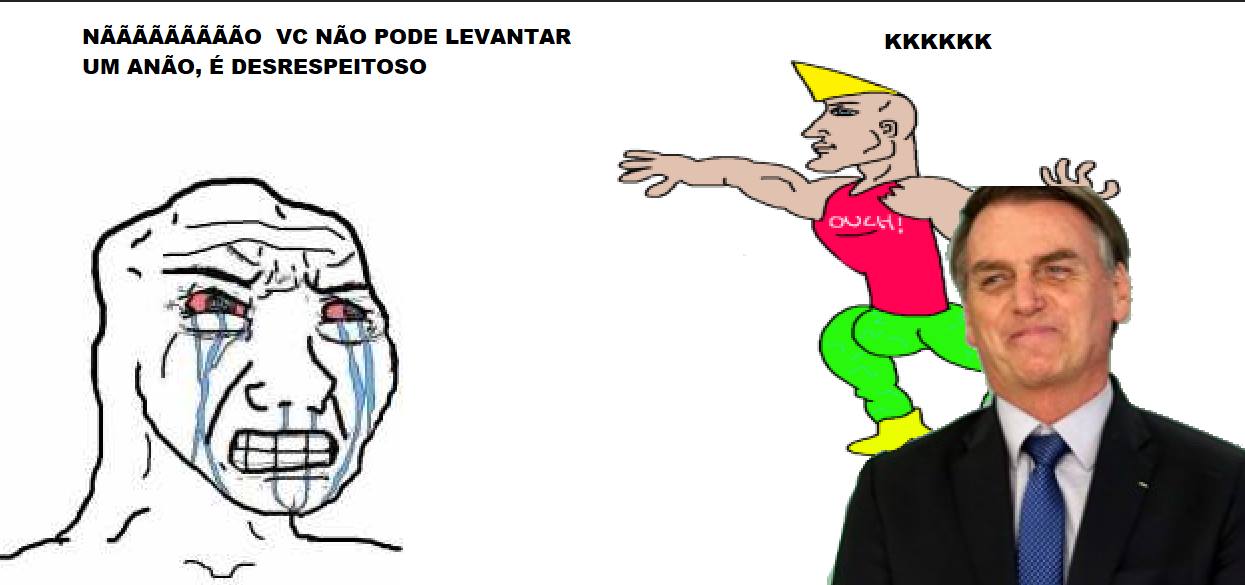 NÃÃÃÃÃÃÃÃÃO  VC NÃO PODE LEVANTAR
UM ANÃO, É DESRESPEITOSO
KKKKKK
OUCH!